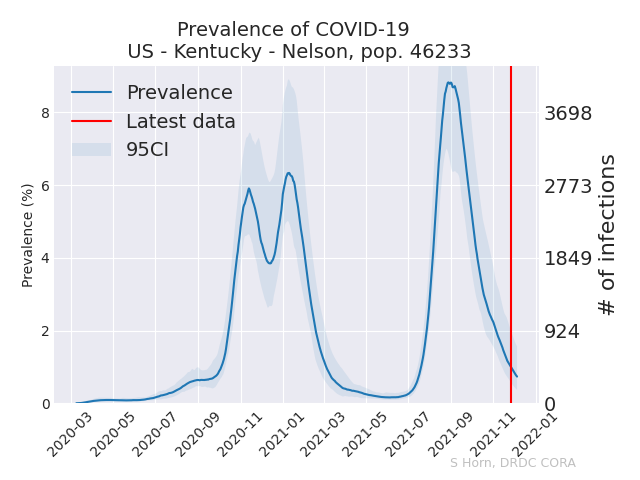 Prevalence of COVID-19
US - Kentucky - Nelson, pop. 46233
Prevalence
Latest data
95CI
Prevalence (%)
8
6
4
2
0
3698
2773
1849
924
0
# of infections
2020-03
2020-05
2020-07
2020-09
2020-11
2021-01
2021-03
2021-05
2021-07
2021-09
2021-11
2022-01
S Horn, DRDC CORA